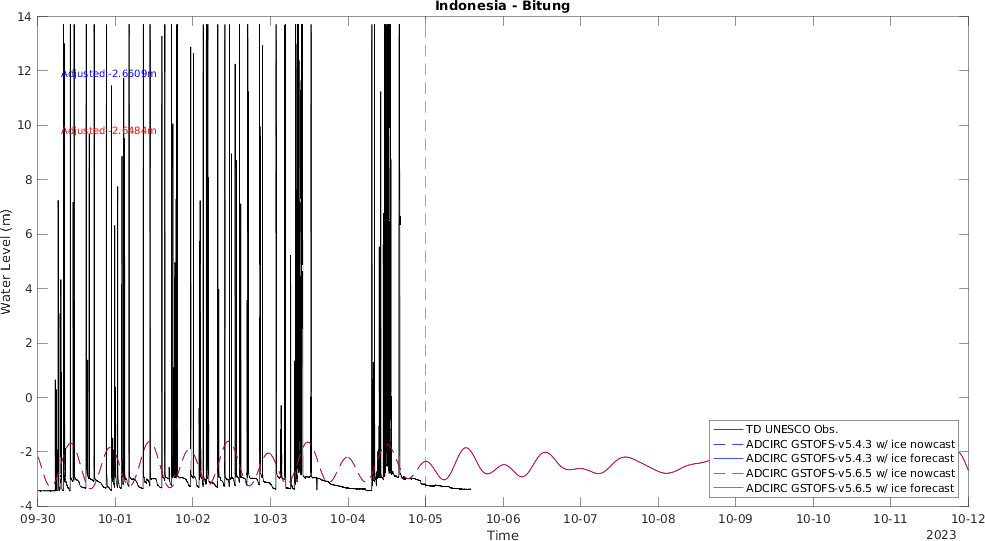 Indonesia - Bitung
14
12
10
8
6
4
2
0
-2
-4
Water Level (m)
Adjusted:-2.6509m
Adjusted:-2.6484m
TD UNESCO Obs.
ADCIRC GSTOFS-v5.4.3 w/ ice nowcast
ADCIRC GSTOFS-v5.4.3 w/ ice forecast
ADCIRC GSTOFS-v5.6.5 w/ ice nowcast
ADCIRC GSTOFS-v5.6.5 w/ ice forecast
09-30 10-01 10-02 10-03 10-04 10-05 10-06 10-07 10-08 10-09 10-10 10-11 10-12
Time
2023